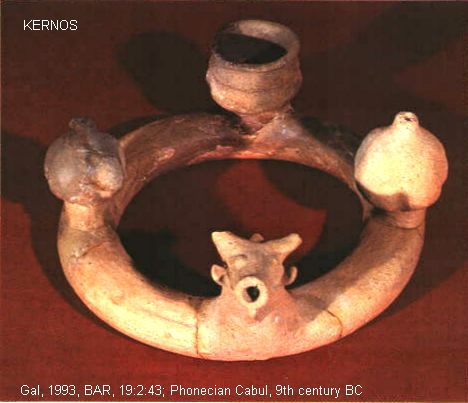 KERNOS
Gal, 1993, BAR, 19:2:43; Phonecian Cabul, 9th century BC